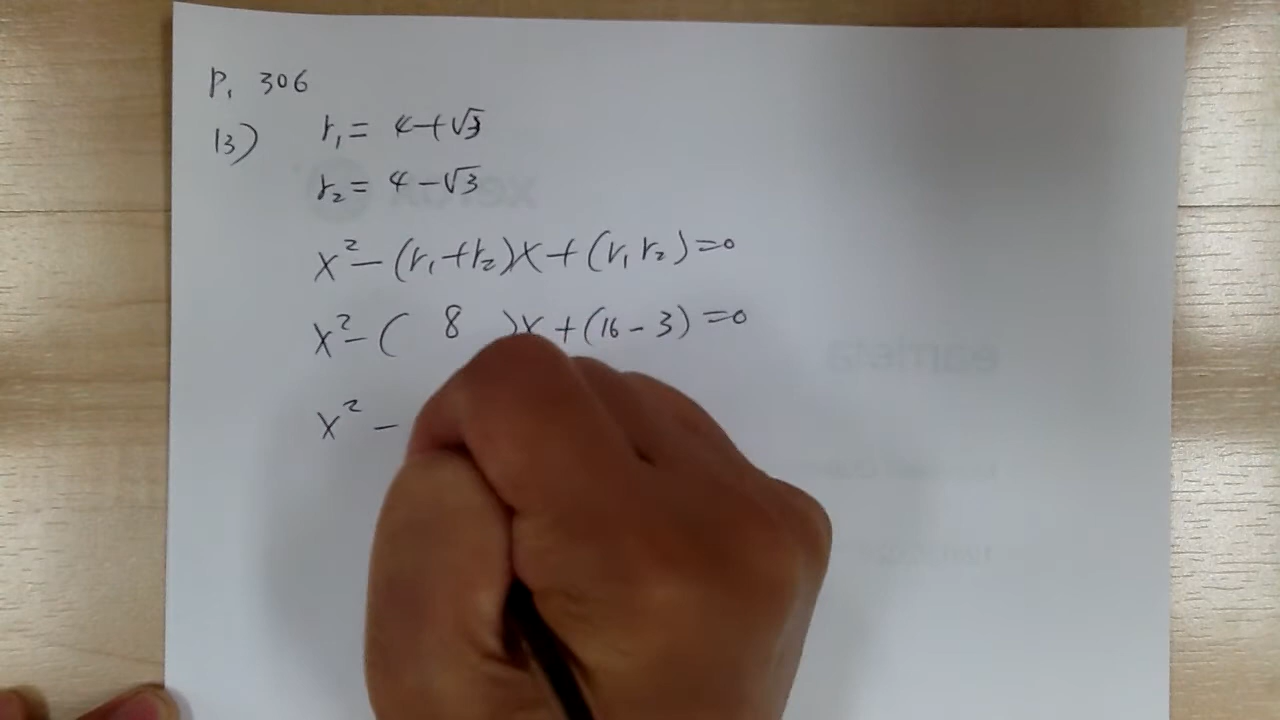 P. 306
13) r₁ = 4+√3
r₂ = 4-√3
x² - (r₁+r₂)x + (r₁ r₂) = 0
x² - ( 8 )x + (16 - 3) = 0
x² -